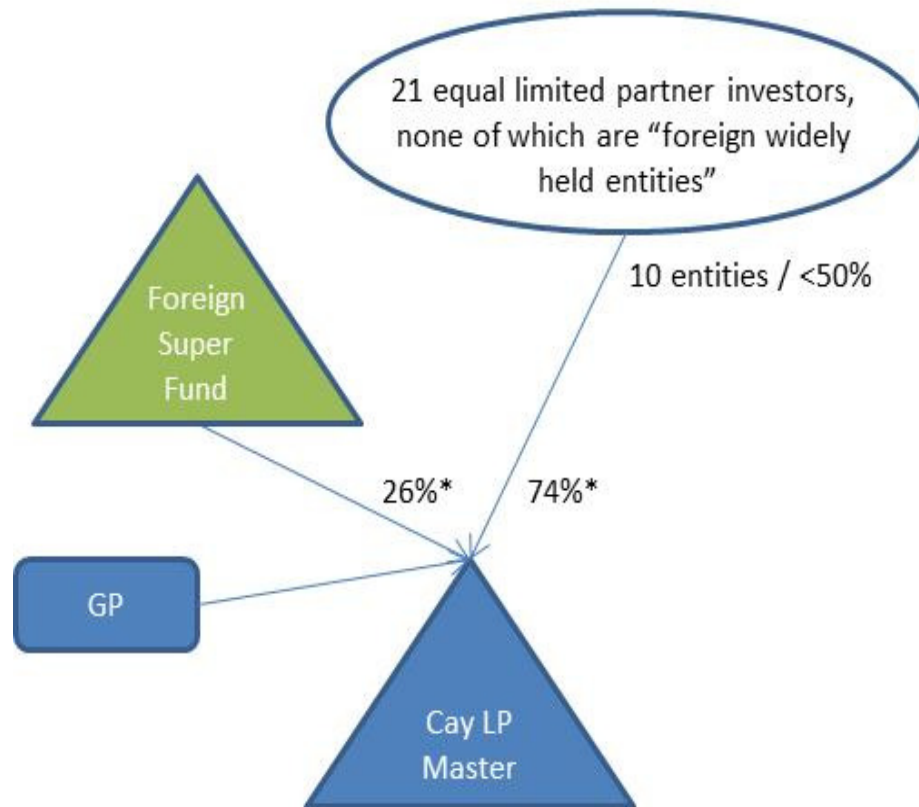 21 equal limited partner investors,
none of which are “foreign widely
held entities”
10 entities / <50%
Foreign
Super
Fund
26%*
74%*
GP
Cay LP
Master